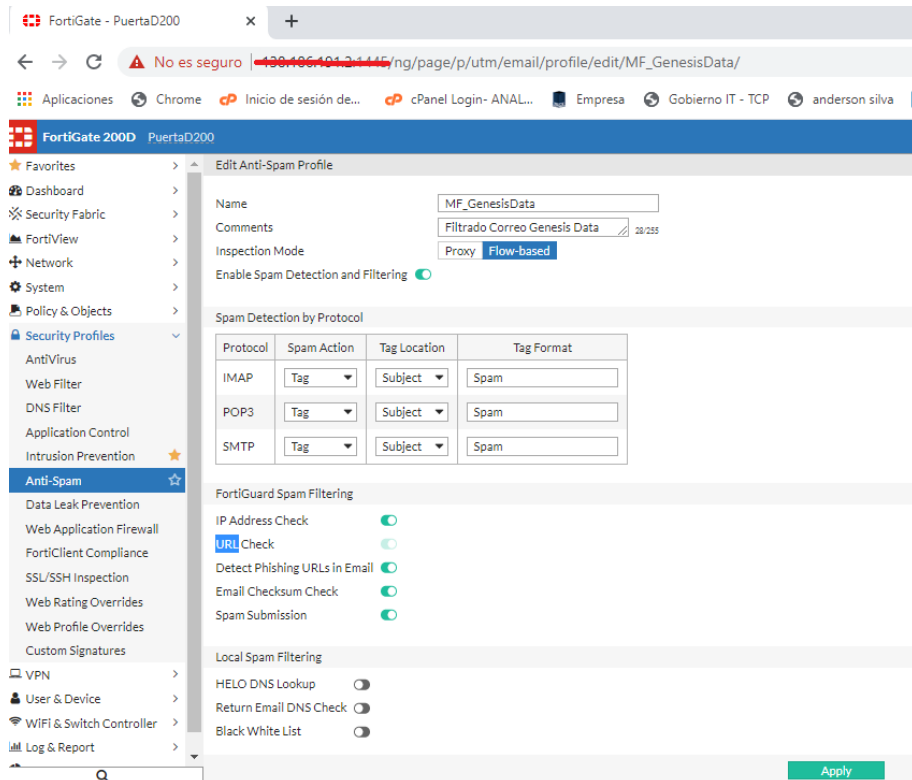 FortiGate - PuertaD200
No es seguro /ng/page/p/utm/email/profile/edit/MF_GenesisData/
Aplicaciones Chrome Inicio de sesión de... cPanel Login- ANAL... Empresa Gobierno IT - TCP anderson silva
FortiGate 200D PuertaD200
Favorites
Dashboard
Security Fabric
FortiView
Network
System
Policy & Objects
Security Profiles
AntiVirus
Web Filter
DNS Filter
Application Control
Intrusion Prevention
Anti-Spam
Data Leak Prevention
Web Application Firewall
FortiClient Compliance
SSL/SSH Inspection
Web Rating Overrides
Web Profile Overrides
Custom Signatures
VPN
User & Device
WiFi & Switch Controller
Log & Report
Edit Anti-Spam Profile
Name MF_GenesisData
Comments Filtrado Correo Genesis Data 28/255
Inspection Mode Proxy Flow-based
Enable Spam Detection and Filtering
Spam Detection by Protocol
Protocol Spam Action Tag Location Tag Format
IMAP Tag Subject Spam
POP3 Tag Subject Spam
SMTP Tag Subject Spam
FortiGuard Spam Filtering
IP Address Check
URL Check
Detect Phishing URLs in Email
Email Checksum Check
Spam Submission
Local Spam Filtering
HELO DNS Lookup
Return Email DNS Check
Black White List
Apply